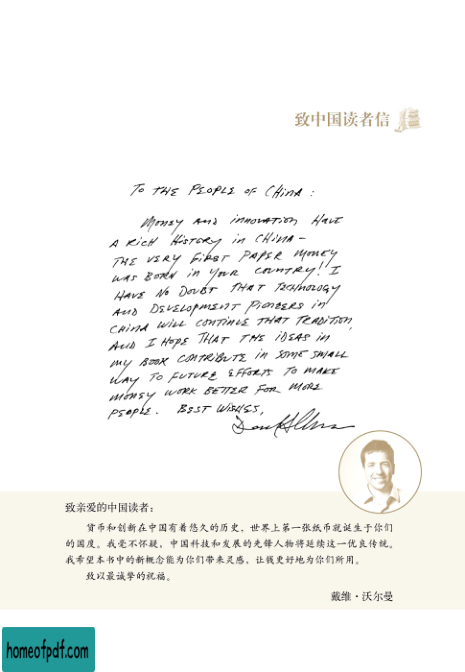 致中国读者信
TO THE PEOPLE OF CHINA :
MONEY AND INNOVATION HAVE
A RICH HISTORY IN CHINA –
THE VERY FIRST PAPER MONEY
WAS BORN IN YOUR COUNTRY! I
HAVE NO DOUBT THAT TECHNOLOGY
AND DEVELOPMENT PIONEERS IN
CHINA WILL CONTINUE THAT TRADITION,
AND I HOPE THAT THE IDEAS IN
MY BOOK CONTRIBUTE IN SOME SMALL
WAY TO FUTURE EFFORTS TO MAKE
MONEY WORK BETTER FOR MORE
PEOPLE. BEST WISHES,
致亲爱的中国读者：
货币和创新在中国有着悠久的历史，世界上第一张纸币就诞生于你们
的国度。我毫不怀疑，中国科技和发展的先锋人物将延续这一优良传统。
我希望本书中的新概念能为你们带来灵感，让钱更好地为你们所用。
致以最诚挚的祝福。
戴维·沃尔曼
homeofpdf.com